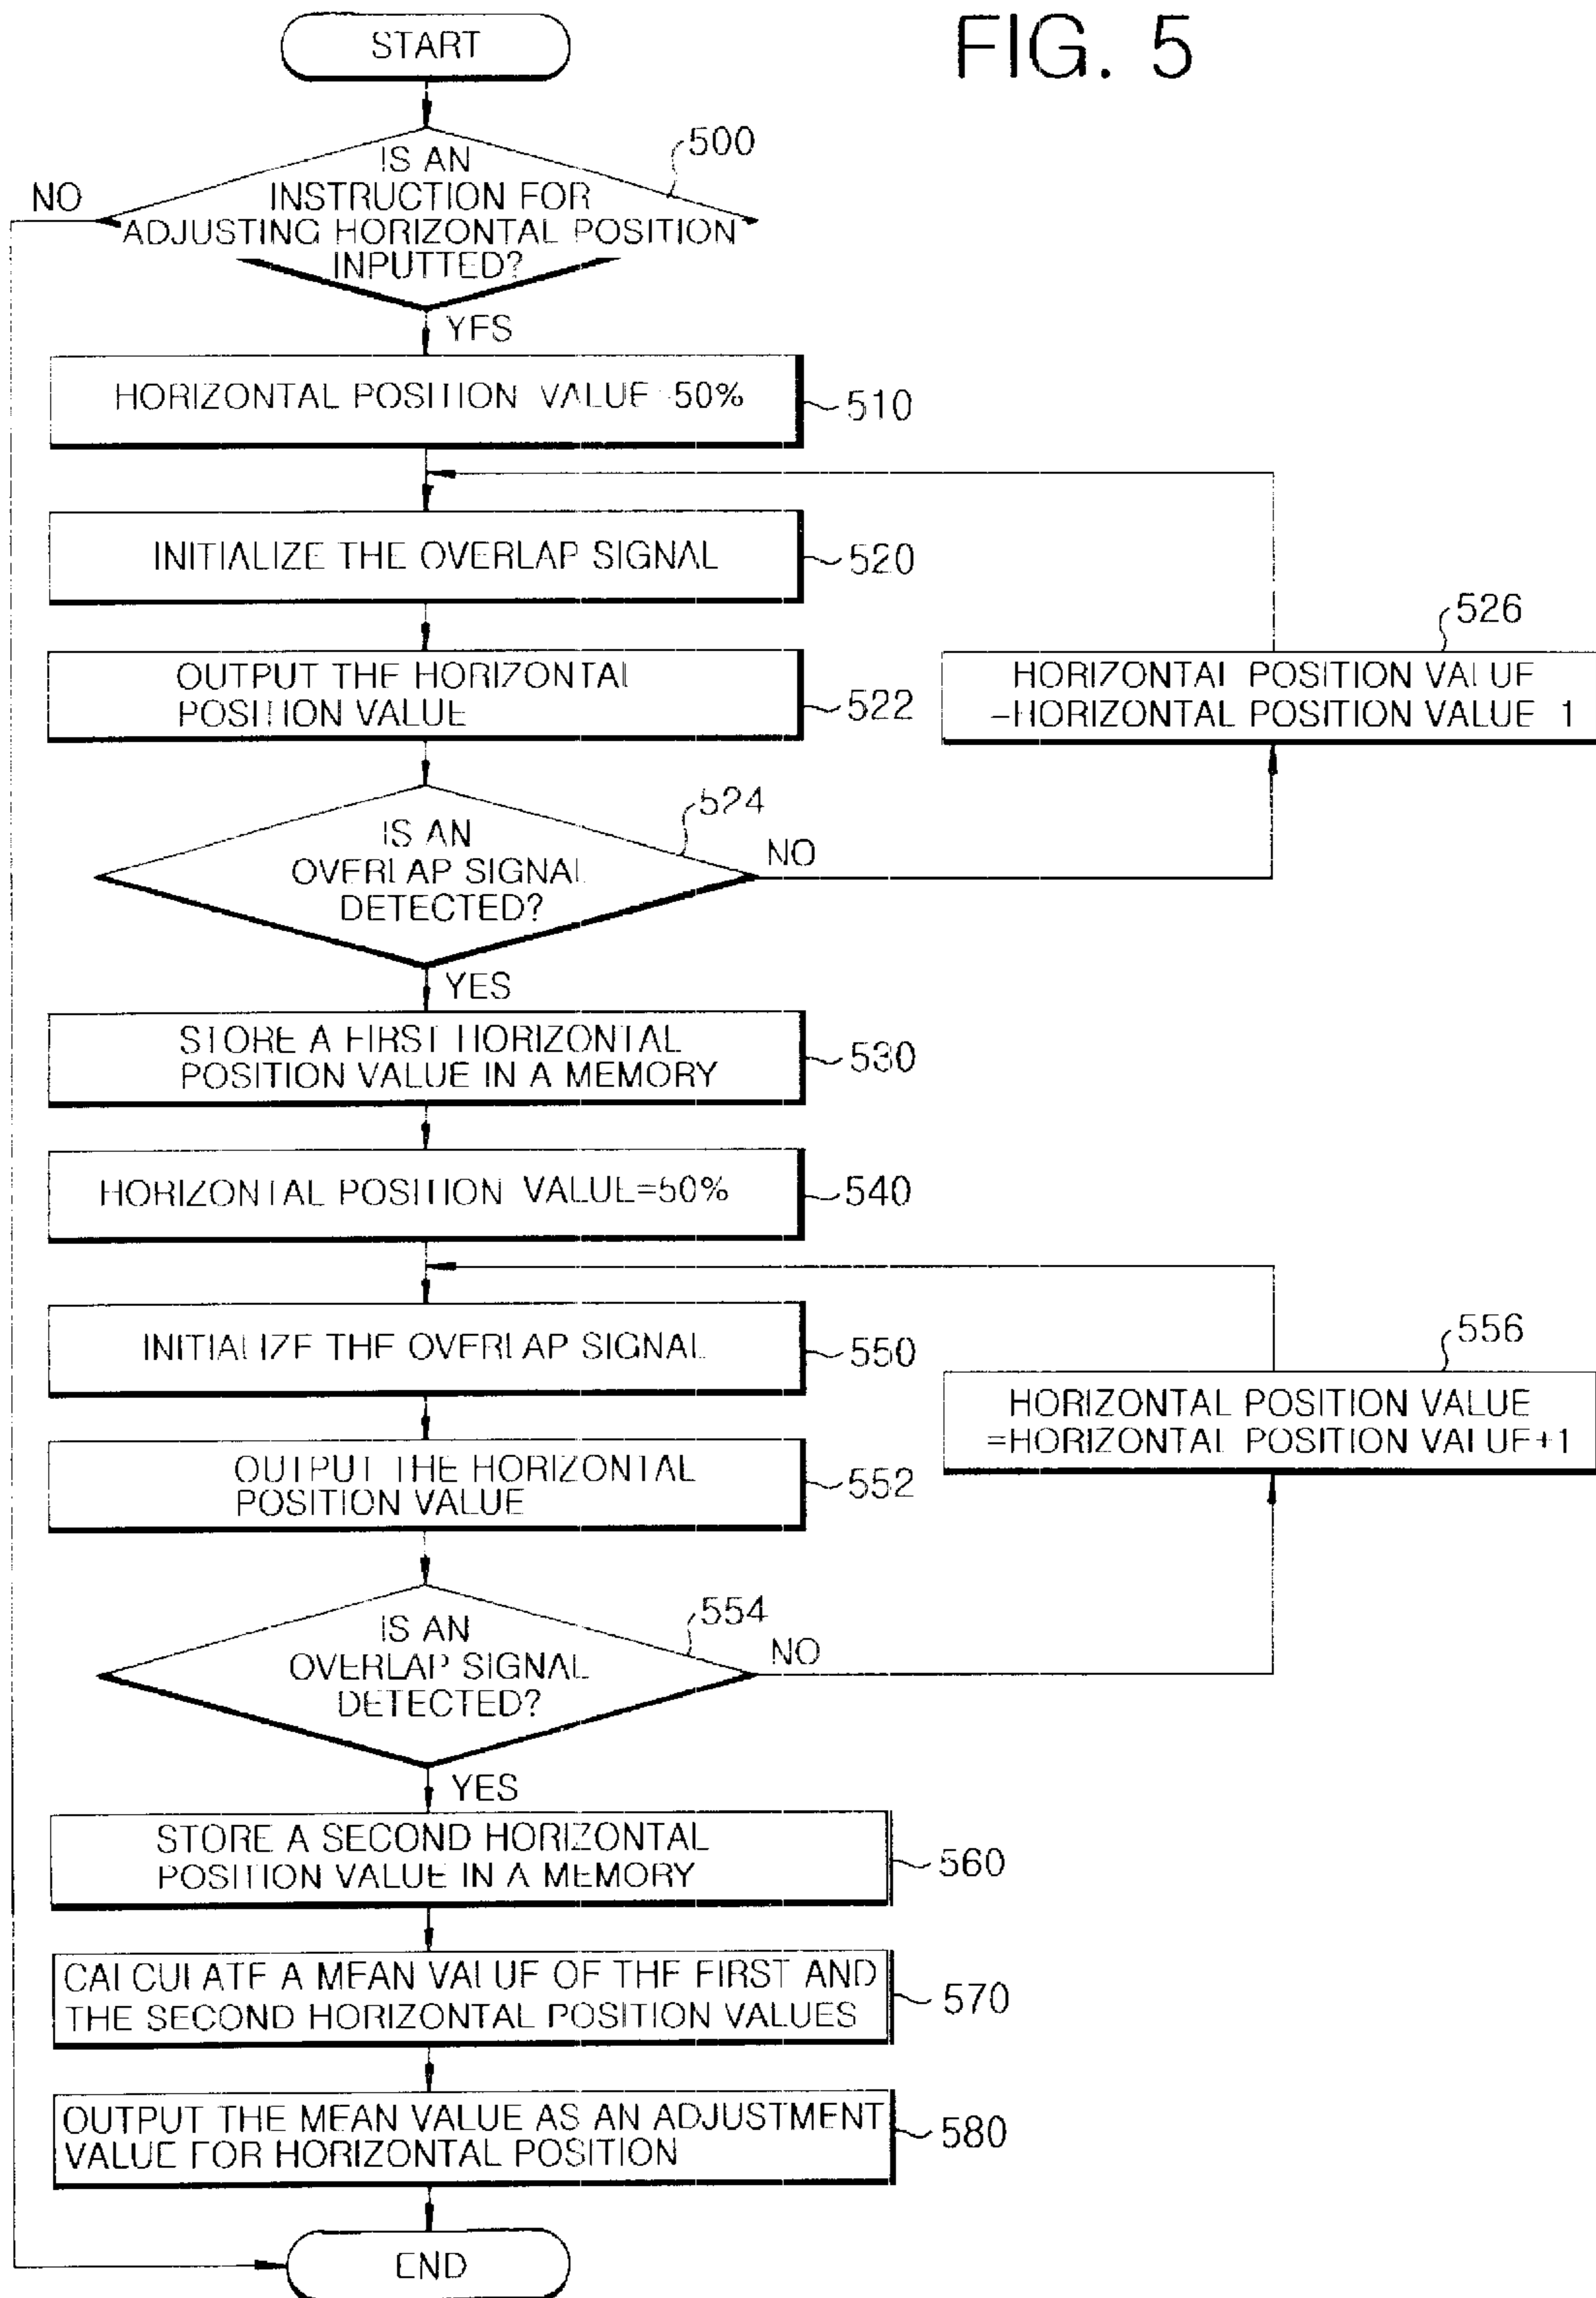 FIG. 5
START
500
IS AN
INSTRUCTION FOR
ADJUSTING HORIZONTAL POSITION
INPUTTED?
NO
YES
HORIZONTAL POSITION VALUE=50%
510
INITIALIZE THE OVERLAP SIGNAL
520
OUTPUT THE HORIZONTAL
POSITION VALUE
522
526
HORIZONTAL POSITION VALUE
=HORIZONTAL POSITION VALUE-1
524
IS AN
OVERLAP SIGNAL
DETECTED?
NO
YES
STORE A FIRST HORIZONTAL
POSITION VALUE IN A MEMORY
530
HORIZONTAL POSITION VALUE=50%
540
INITIALIZE THE OVERLAP SIGNAL
550
556
HORIZONTAL POSITION VALUE
=HORIZONTAL POSITION VALUE+1
OUTPUT THE HORIZONTAL
POSITION VALUE
552
554
IS AN
OVERLAP SIGNAL
DETECTED?
NO
YES
STORE A SECOND HORIZONTAL
POSITION VALUE IN A MEMORY
560
CALCULATE A MEAN VALUE OF THE FIRST AND
THE SECOND HORIZONTAL POSITION VALUES
570
OUTPUT THE MEAN VALUE AS AN ADJUSTMENT
VALUE FOR HORIZONTAL POSITION
580
END